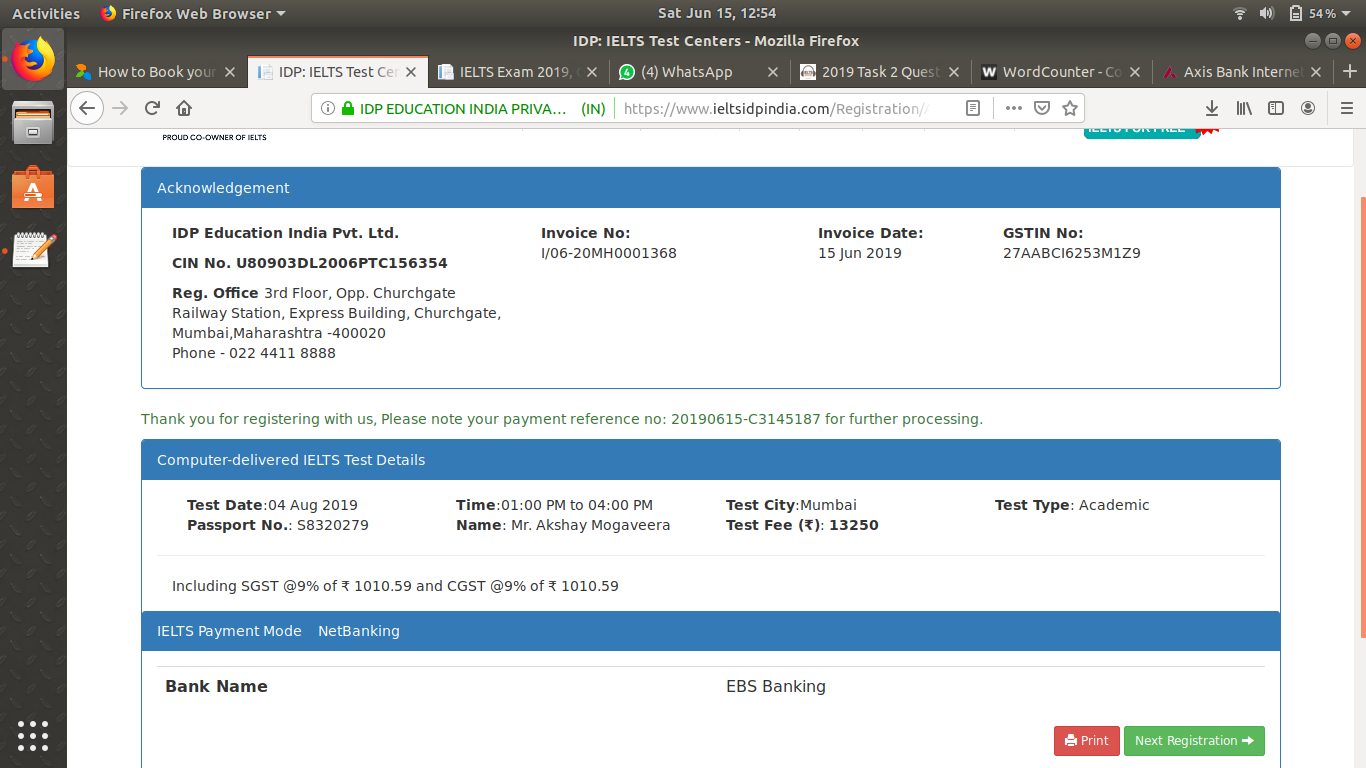 Activities Firefox Web Browser Sat Jun 15, 12:54 54 %
IDP: IELTS Test Centers - Mozilla Firefox
How to Book your IDP: IELTS Test Cen IELTS Exam 2019, (4) WhatsApp 2019 Task 2 Quest WordCounter - Co Axis Bank Internet
IDP EDUCATION INDIA PRIVA… (IN) https://www.ieltsidpindia.com/Registration/
PROUD CO-OWNER OF IELTS
IELTS FOR FREE
Acknowledgement
IDP Education India Pvt. Ltd. Invoice No: Invoice Date: GSTIN No:
I/06-20MH0001368 15 Jun 2019 27AABCI6253M1Z9
CIN No. U80903DL2006PTC156354
Reg. Office 3rd Floor, Opp. Churchgate
Railway Station, Express Building, Churchgate,
Mumbai,Maharashtra -400020
Phone - 022 4411 8888
Thank you for registering with us, Please note your payment reference no: 20190615-C3145187 for further processing.
Computer-delivered IELTS Test Details
Test Date:04 Aug 2019 Time:01:00 PM to 04:00 PM Test City:Mumbai Test Type: Academic
Passport No.: S8320279 Name: Mr. Akshay Mogaveera Test Fee (₹): 13250
Including SGST @9% of ₹ 1010.59 and CGST @9% of ₹ 1010.59
IELTS Payment Mode NetBanking
Bank Name EBS Banking
Print Next Registration